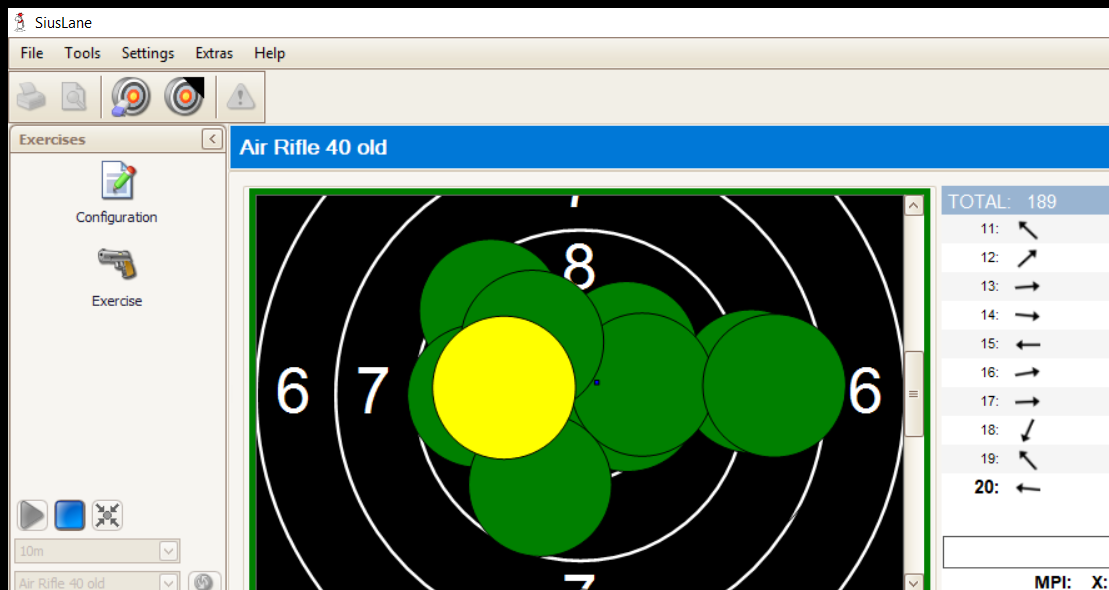 SiusLane
File Tools Settings Extras Help
Exercises
Air Rifle 40 old
Configuration
Exercise
10m
Air Rifle 40 old
7
8
6 7 6
7
TOTAL: 189
11:
12:
13:
14:
15:
16:
17:
18:
19:
20:
MPI: X: